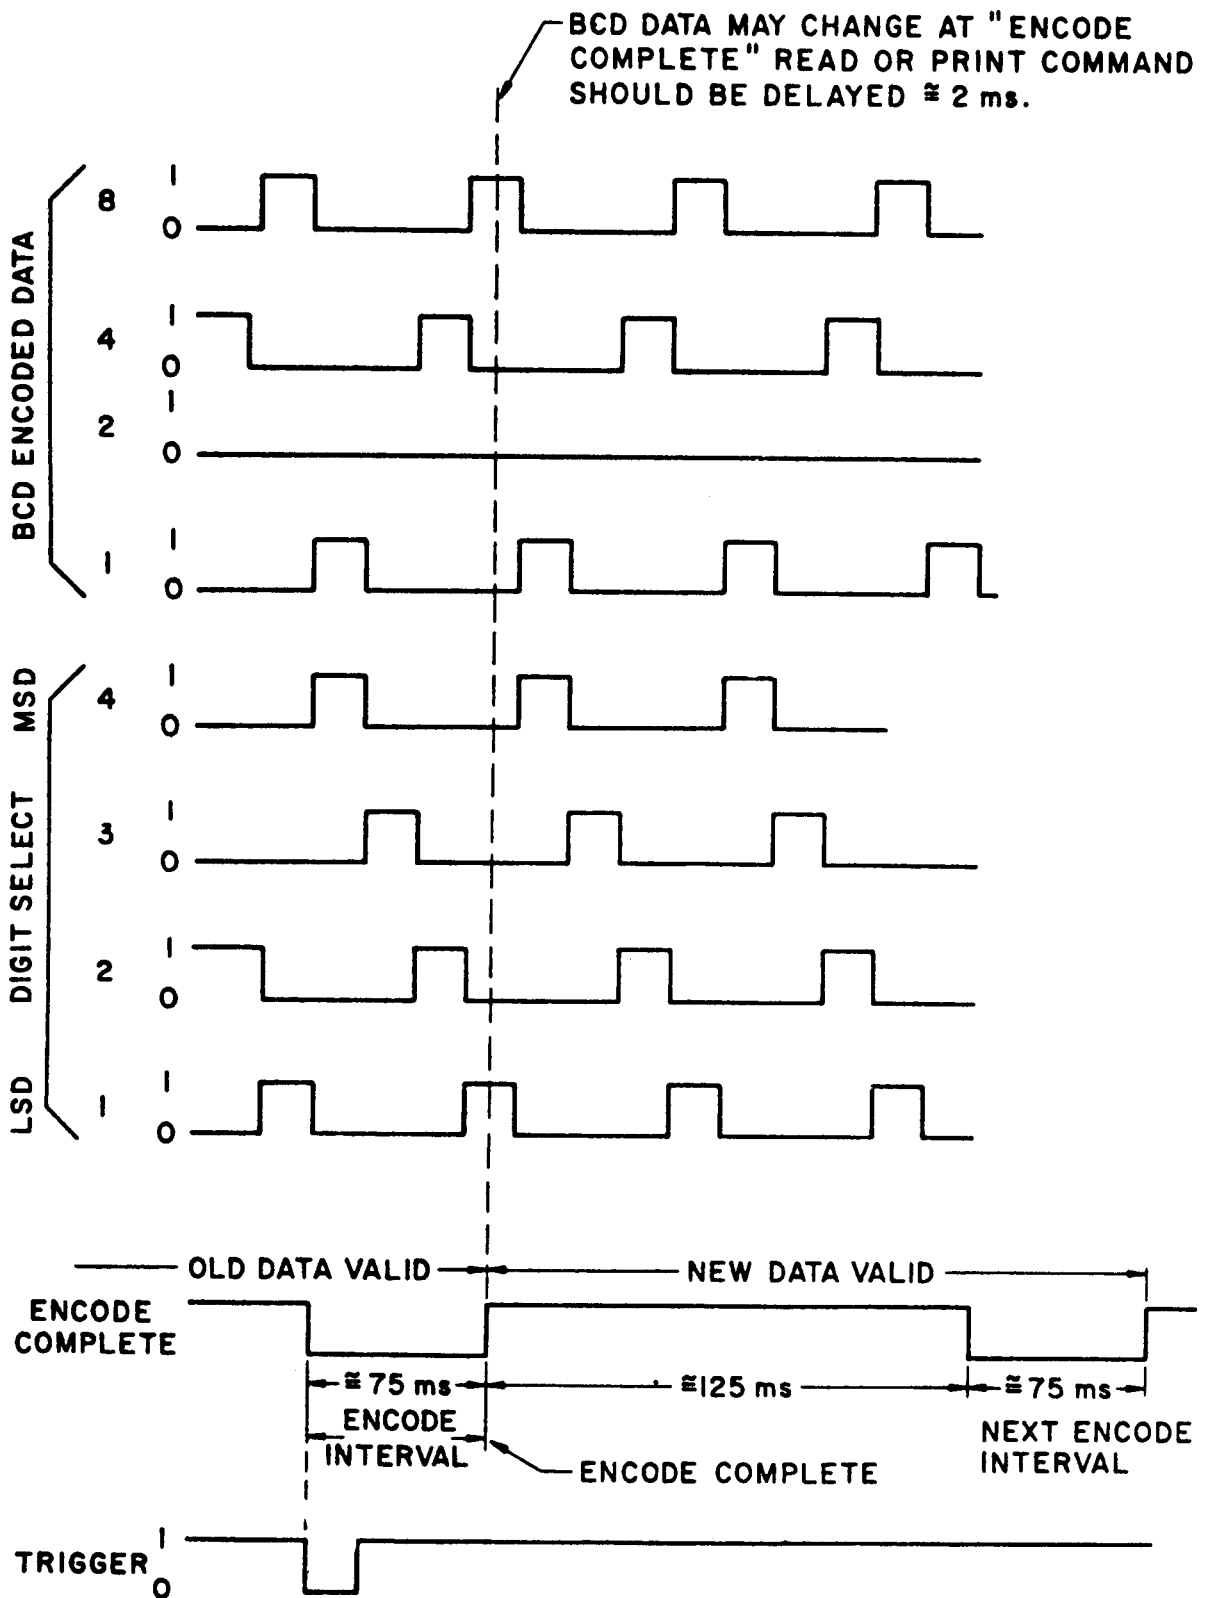 BCD DATA MAY CHANGE AT "ENCODE
COMPLETE" READ OR PRINT COMMAND
SHOULD BE DELAYED ≅ 2 ms.
BCD ENCODED DATA
8
1
0
4
1
0
2
1
0
1
1
0
LSD DIGIT SELECT MSD
4
1
0
3
1
0
2
1
0
1
1
0
OLD DATA VALID
NEW DATA VALID
ENCODE
COMPLETE
≅ 75 ms
≅125 ms
≅ 75 ms
ENCODE
INTERVAL
ENCODE COMPLETE
NEXT ENCODE
INTERVAL
TRIGGER
1
0